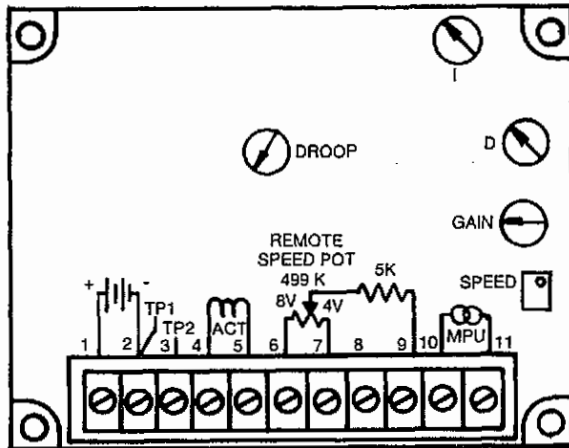 I
DROOP
D
GAIN
REMOTE
SPEED POT
499 K
5K
SPEED
8V
4V
+
-
TP1
TP2
ACT
MPU
1 2 3 4 5 6 7 8 9 10 11